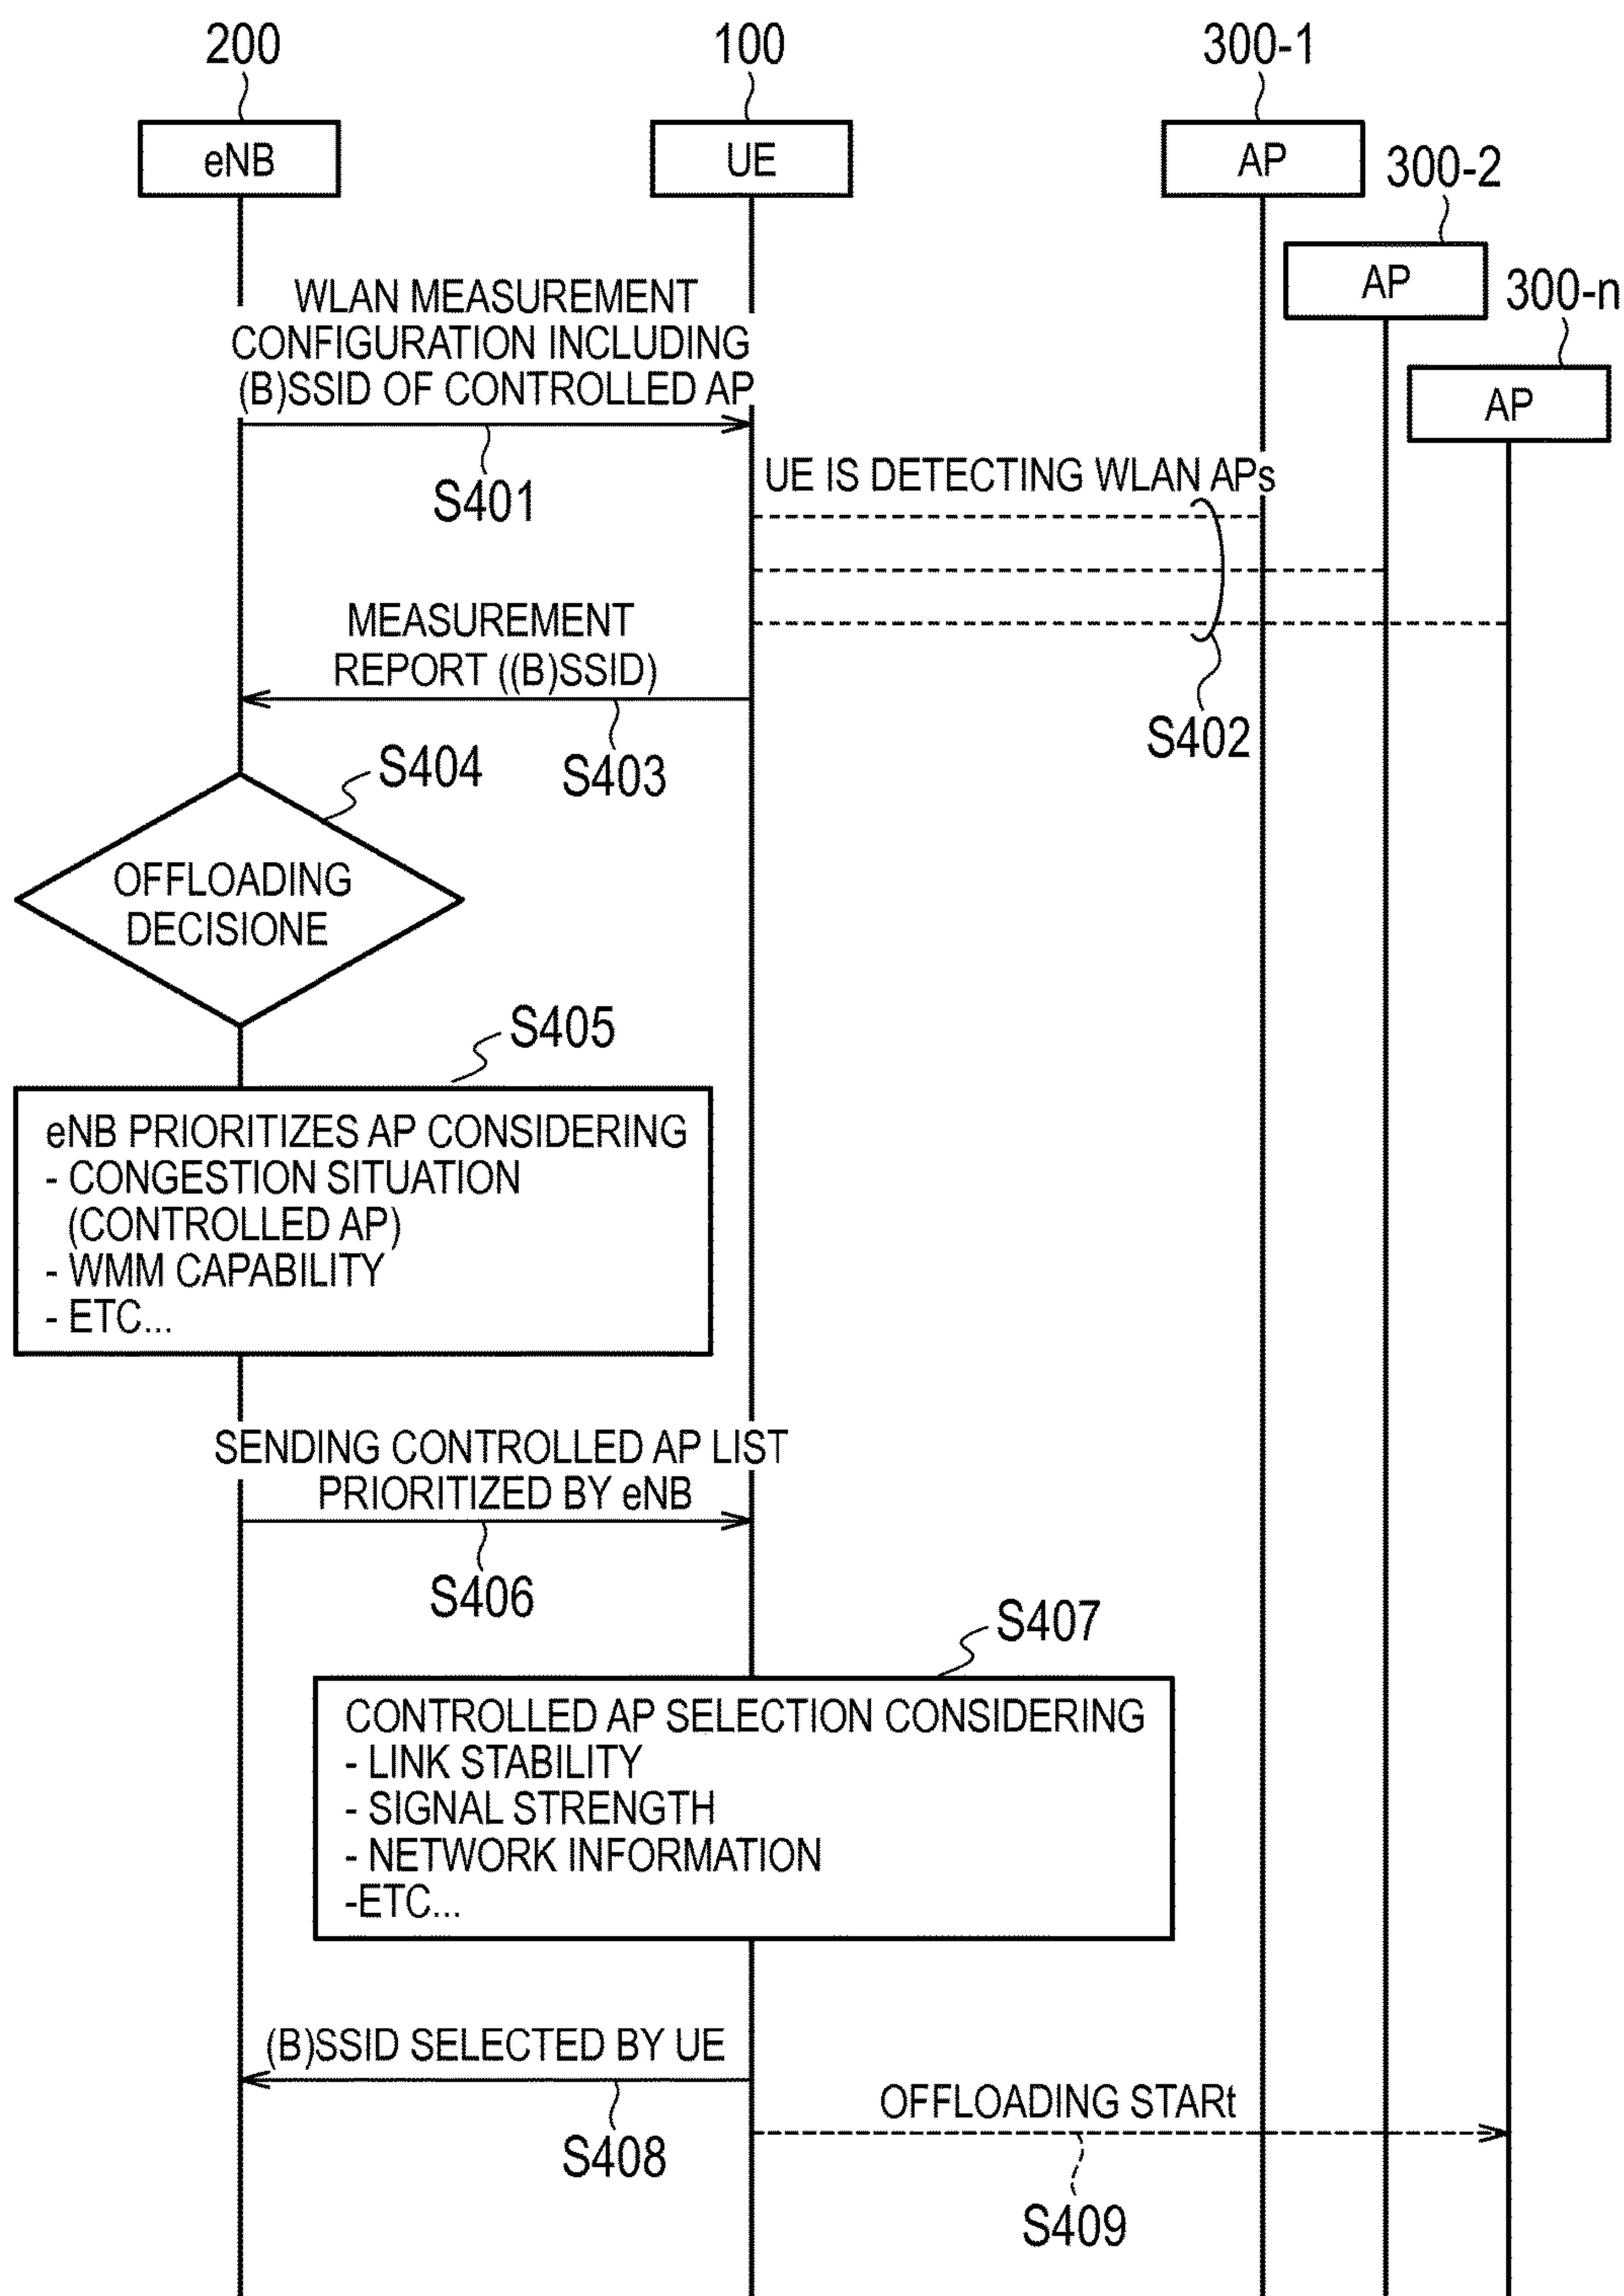 200
100
300-1
eNB
UE
AP
300-2
AP
300-n
AP
WLAN MEASUREMENT
CONFIGURATION INCLUDING
(B)SSID OF CONTROLLED AP
S401
UE IS DETECTING WLAN APs
S402
MEASUREMENT
REPORT ((B)SSID)
S403
S404
OFFLOADING
DECISIONE
S405
eNB PRIORITIZES AP CONSIDERING
- CONGESTION SITUATION
(CONTROLLED AP)
- WMM CAPABILITY
- ETC...
SENDING CONTROLLED AP LIST
PRIORITIZED BY eNB
S406
S407
CONTROLLED AP SELECTION CONSIDERING
- LINK STABILITY
- SIGNAL STRENGTH
- NETWORK INFORMATION
-ETC...
(B)SSID SELECTED BY UE
S408
OFFLOADING STARt
S409